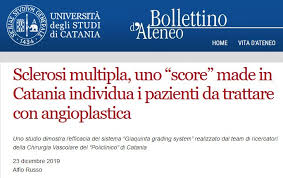 UNIVERSITÀ
degli STUDI
di CATANIA
Bollettino
d'Ateneo
HOME VITA D'ATENEO
Sclerosi multipla, uno “score” made in
Catania individua i pazienti da trattare
con angioplastica
Uno studio dimostra l'efficacia del sistema “Giaquinta grading system” realizzato dal team di ricercatori
della Chirurgia Vascolare del “Policlinico” di Catania
23 dicembre 2019
Alfio Russo